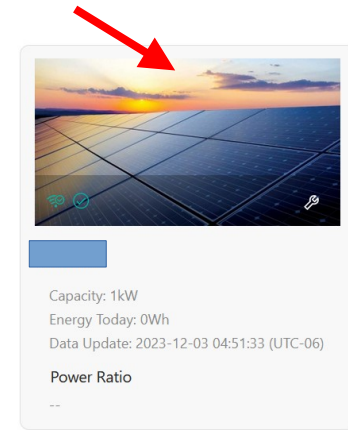 Capacity: 1kW
Energy Today: 0Wh
Data Update: 2023-12-03 04:51:33 (UTC-06)
Power Ratio
--